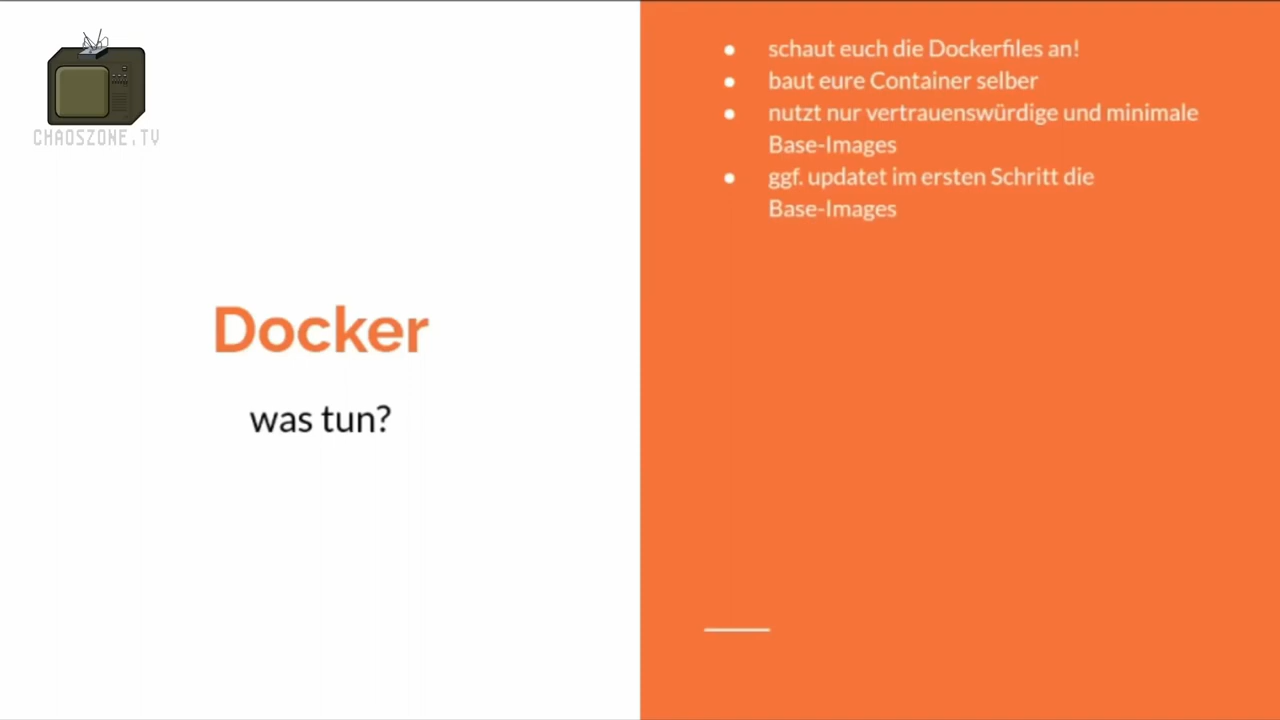 CHAOSZONE.TV
Docker
was tun?
● schaut euch die Dockerfiles an!
● baut eure Container selber
● nutzt nur vertrauenswürdige und minimale
Base-Images
● ggf. updatet im ersten Schritt die
Base-Images